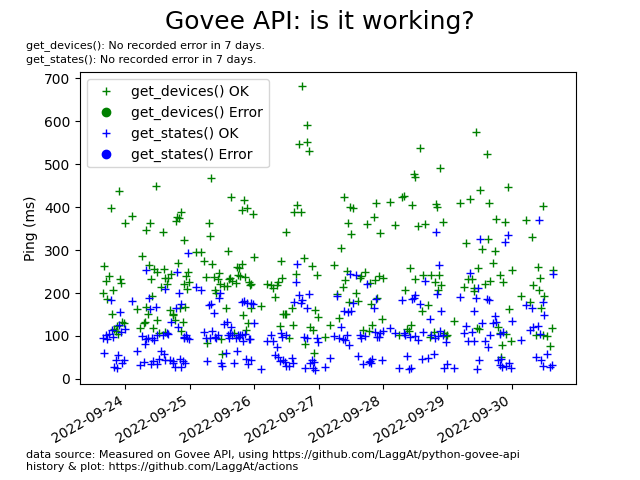 Govee API: is it working?
get_devices(): No recorded error in 7 days.
get_states(): No recorded error in 7 days.
get_devices() OK
get_devices() Error
get_states() OK
get_states() Error
Ping (ms)
700
600
500
400
300
200
100
0
2022-09-24
2022-09-25
2022-09-26
2022-09-27
2022-09-28
2022-09-29
2022-09-30
data source: Measured on Govee API, using https://github.com/LaggAt/python-govee-api
history & plot: https://github.com/LaggAt/actions